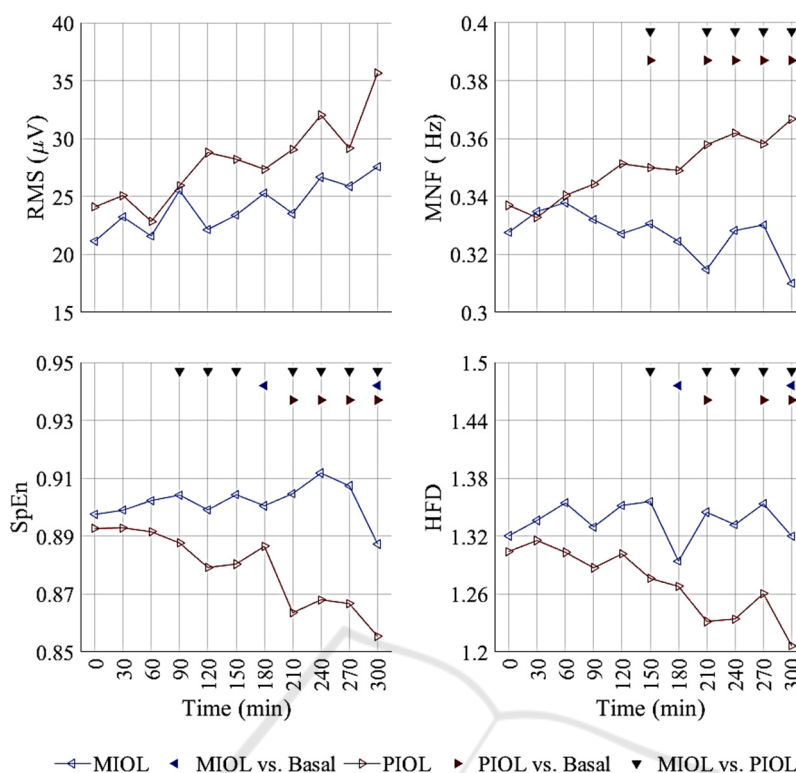 RMS (μV)
40
35
30
25
20
15
MNF ( Hz)
0.4
0.38
0.36
0.34
0.32
0.3
SpEn
0.95
0.93
0.91
0.89
0.87
0.85
0 30 60 90 120 150 180 210 240 270 300
Time (min)
HFD
1.5
1.44
1.38
1.32
1.26
1.2
0 30 60 90 120 150 180 210 240 270 300
Time (min)
MIOL MIOL vs. Basal PIOL PIOL vs. Basal MIOL vs. PIOL